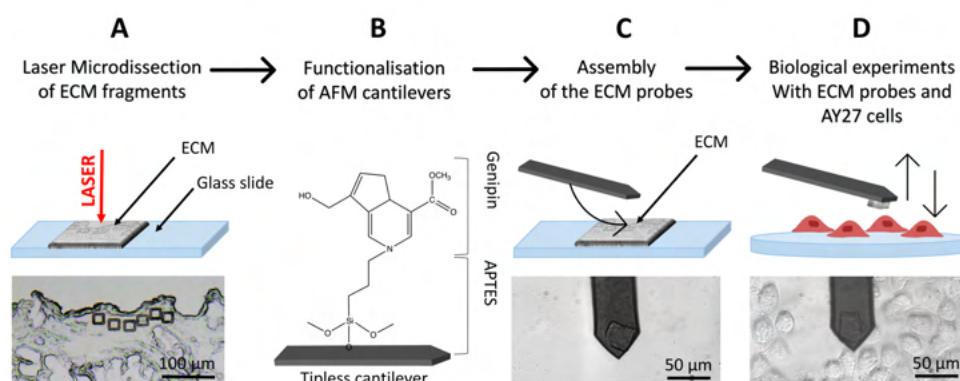 A
B
C
D
Laser Microdissection
of ECM fragments
Functionalisation
of AFM cantilevers
Assembly
of the ECM probes
Biological experiments
With ECM probes and
AY27 cells
LASER
ECM
Glass slide
100 µm
HO
OCH₃
O
N
Si
O
O
O
Genipin
APTES
Tipless cantilever
ECM
50 µm
50 µm